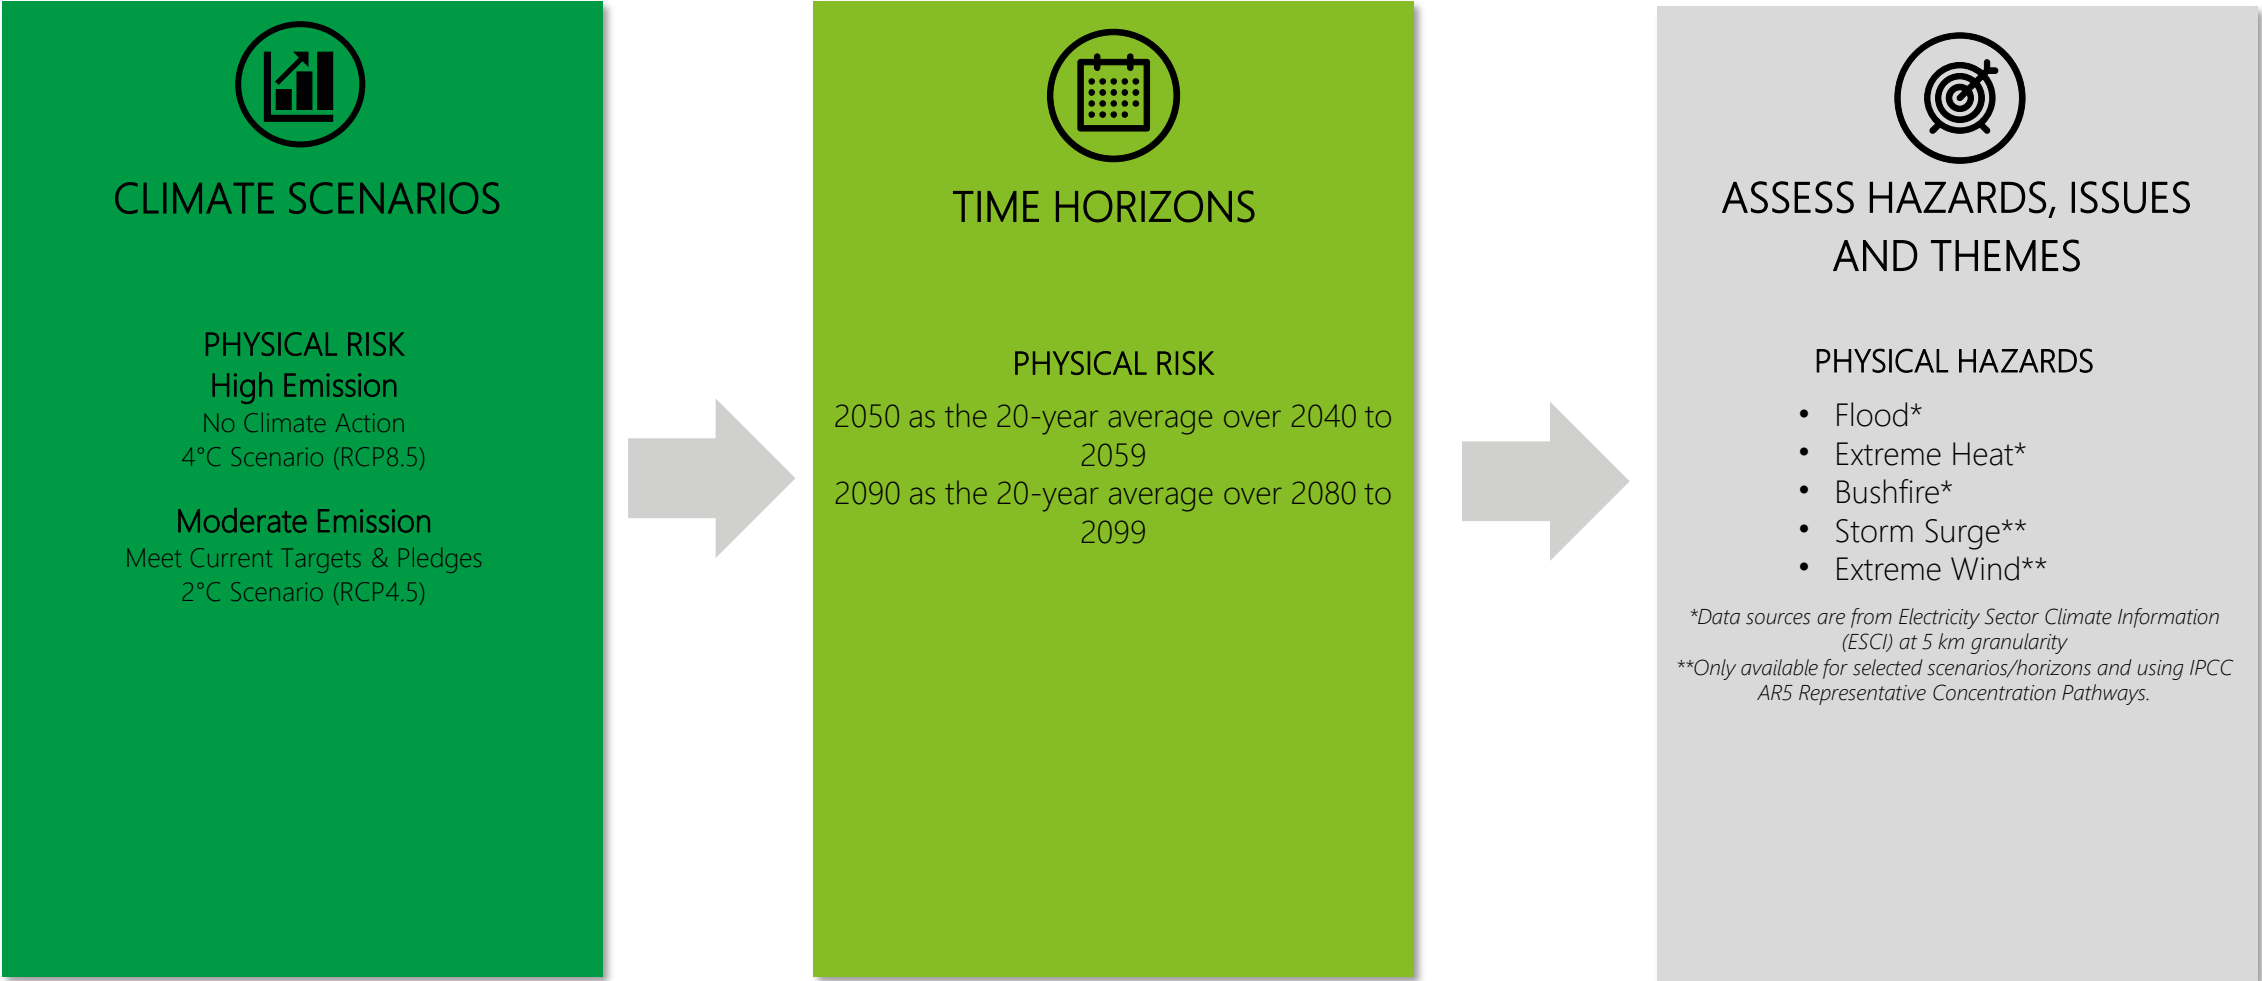 CLIMATE SCENARIOS
PHYSICAL RISK
High Emission
No Climate Action
4°C Scenario (RCP8.5)
Moderate Emission
Meet Current Targets & Pledges
2°C Scenario (RCP4.5)
TIME HORIZONS
PHYSICAL RISK
2050 as the 20-year average over 2040 to
2059
2090 as the 20-year average over 2080 to
2099
ASSESS HAZARDS, ISSUES
AND THEMES
PHYSICAL HAZARDS
• Flood*
• Extreme Heat*
• Bushfire*
• Storm Surge**
• Extreme Wind**
*Data sources are from Electricity Sector Climate Information
(ESCI) at 5 km granularity
**Only available for selected scenarios/horizons and using IPCC
AR5 Representative Concentration Pathways.